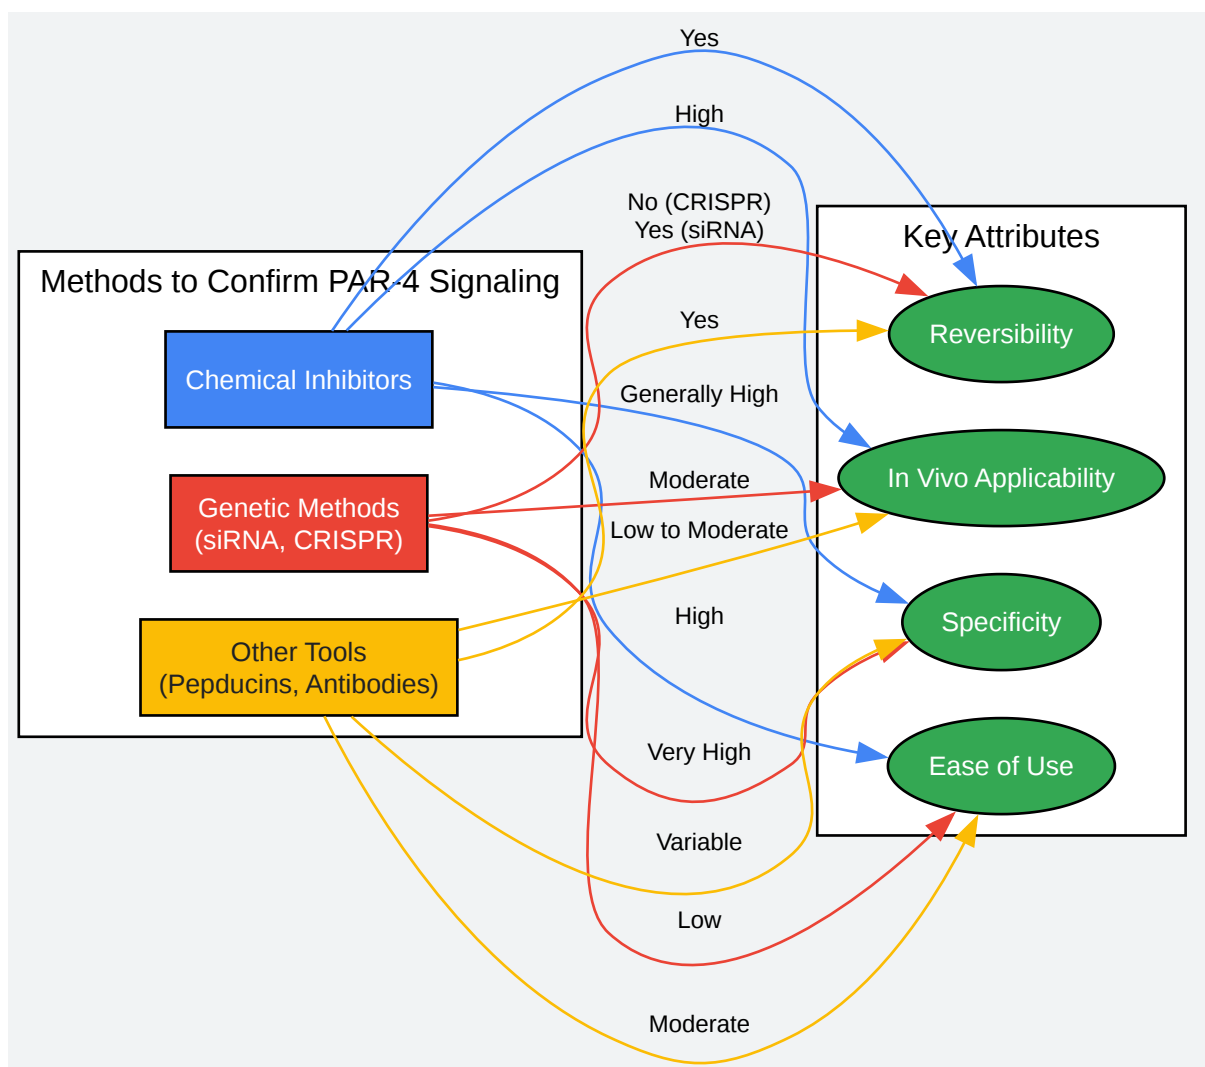 Methods to Confirm PAR-4 Signaling
Chemical Inhibitors
Genetic Methods
(siRNA, CRISPR)
Other Tools
(Pepducins, Antibodies)
Yes
High
No (CRISPR)
Yes (siRNA)
Yes
Generally High
Moderate
Low to Moderate
High
Very High
Variable
Low
Moderate
Key Attributes
Reversibility
In Vivo Applicability
Specificity
Ease of Use